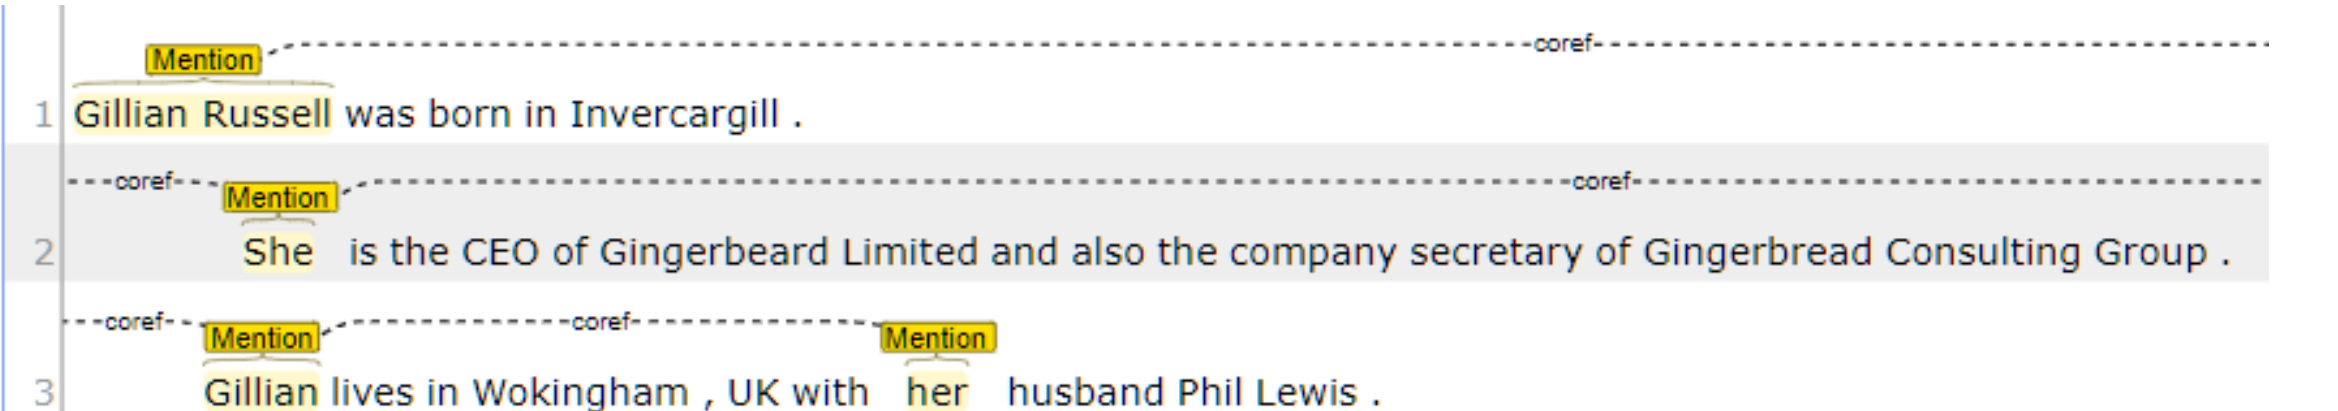 Mention coref
1 Gillian Russell was born in Invercargill .
coref Mention coref
2 She is the CEO of Gingerbeard Limited and also the company secretary of Gingerbread Consulting Group .
coref Mention coref Mention
3 Gillian lives in Wokingham , UK with her husband Phil Lewis .